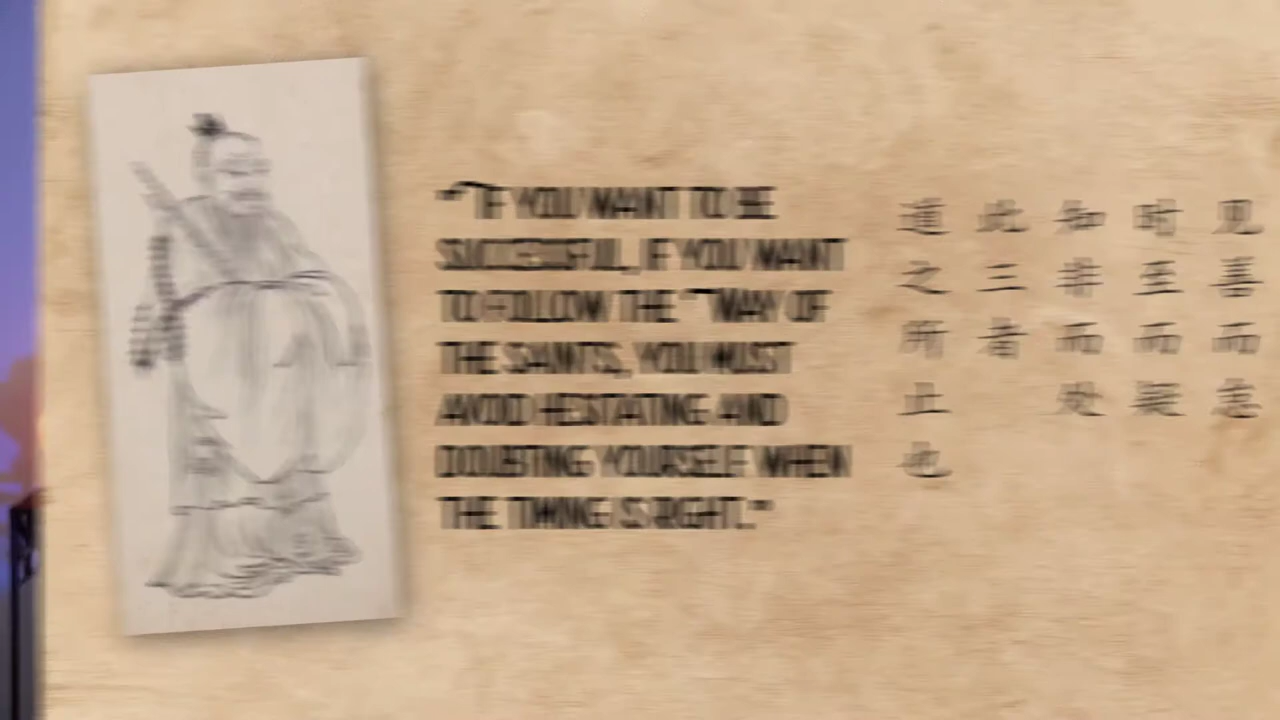 "IF YOU WANT TO BE
SUCCESSFUL, IF YOU WANT
TO FOLLOW THE "WAY OF
THE SAINTS, YOU MUST
AVOID HESITATING AND
DOUBTING YOURSELF WHEN
THE TIMING IS RIGHT."
见善而怠
时至而疑
知非而处
此三者
道之所止也